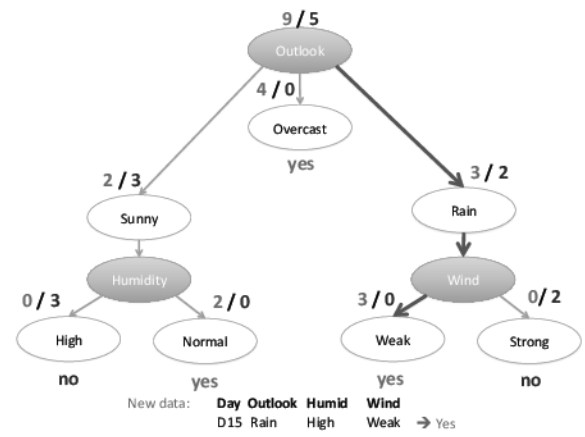 9 / 5
Outlook
4 / 0
Overcast
yes
2 / 3
3 / 2
Sunny
Rain
Humidity
Wind
0 / 3
2 / 0
3 / 0
0 / 2
High
Normal
Weak
Strong
no
yes
yes
no
New data: Day Outlook Humid Wind
D15 Rain High Weak → Yes